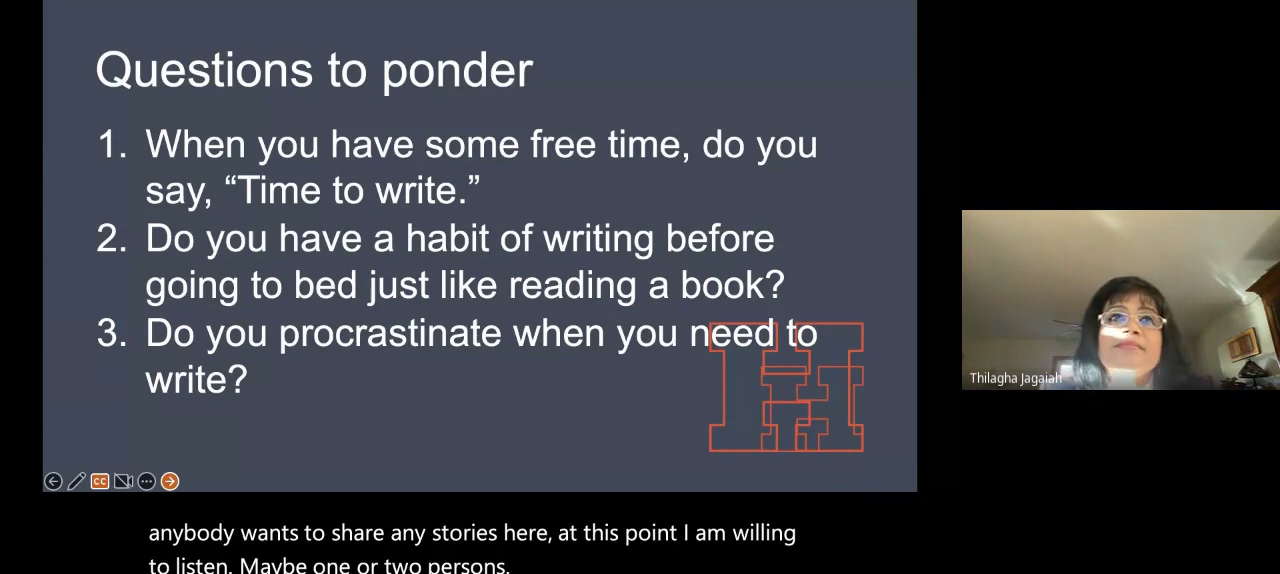 Questions to ponder
1. When you have some free time, do you
say, “Time to write.”
2. Do you have a habit of writing before
going to bed just like reading a book?
3. Do you procrastinate when you need to
write?
Thilagha Jagaiah
CC
anybody wants to share any stories here, at this point I am willing
to listen. Maybe one or two persons.